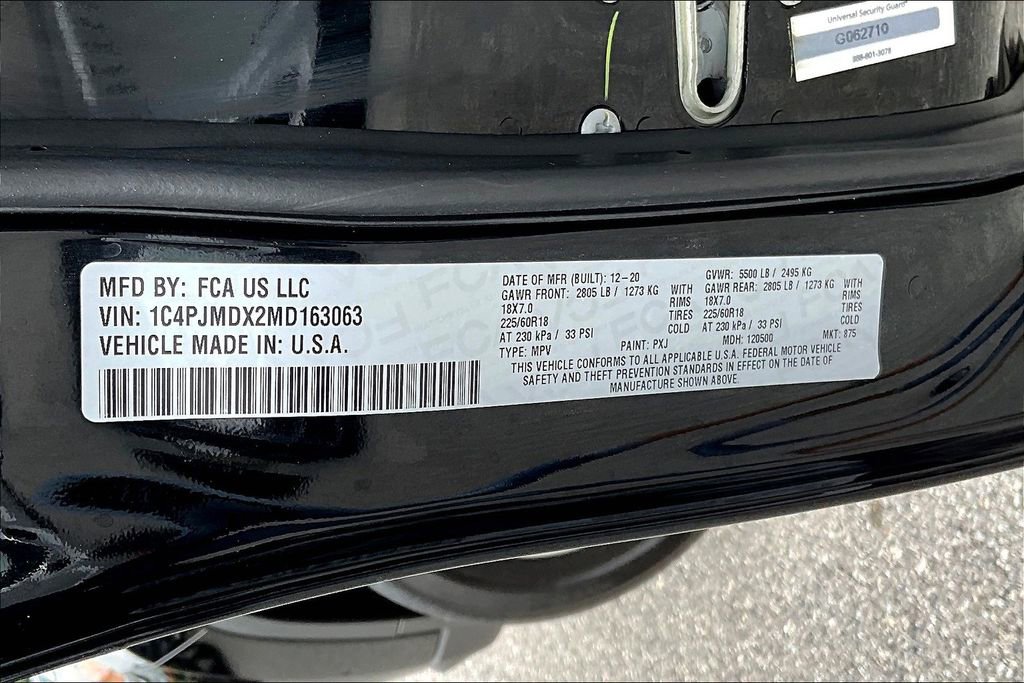 Universal Security Guard®
G062710
888-801-3078
MFD BY: FCA US LLC
VIN: 1C4PJMDX2MD163063
VEHICLE MADE IN: U.S.A.
DATE OF MFR (BUILT): 12-20
GAWR FRONT: 2805 LB / 1273 KG WITH
18X7.0 RIMS
225/60R18 TIRES
AT 230 kPa / 33 PSI COLD
GVWR: 5500 LB / 2495 KG
GAWR REAR: 2805 LB / 1273 KG WITH
18X7.0 RIMS
225/60R18 TIRES
AT 230 kPa / 33 PSI COLD
TYPE: MPV PAINT: PXJ MDH: 120500 MKT: 875
THIS VEHICLE CONFORMS TO ALL APPLICABLE U.S.A. FEDERAL MOTOR VEHICLE
SAFETY AND THEFT PREVENTION STANDARDS IN EFFECT ON THE DATE OF
MANUFACTURE SHOWN ABOVE.